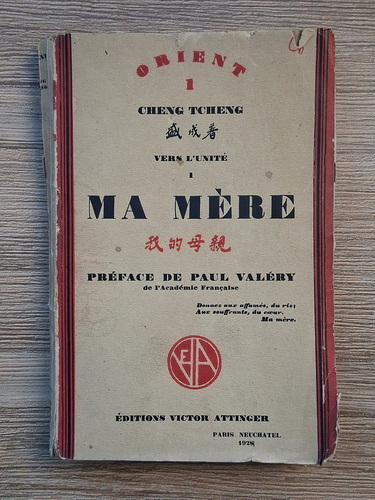 ORIENT
1
CHENG TCHENG
盛成著
VERS L'UNITÉ
1
MA MÈRE
我的母親
PRÉFACE DE PAUL VALÉRY
de l'Académie Française
Donnez aux affamés, du riz;
Aux souffrants, du cœur.
Ma mère.
VEA
ÉDITIONS VICTOR ATTINGER
PARIS NEUCHATEL
1928